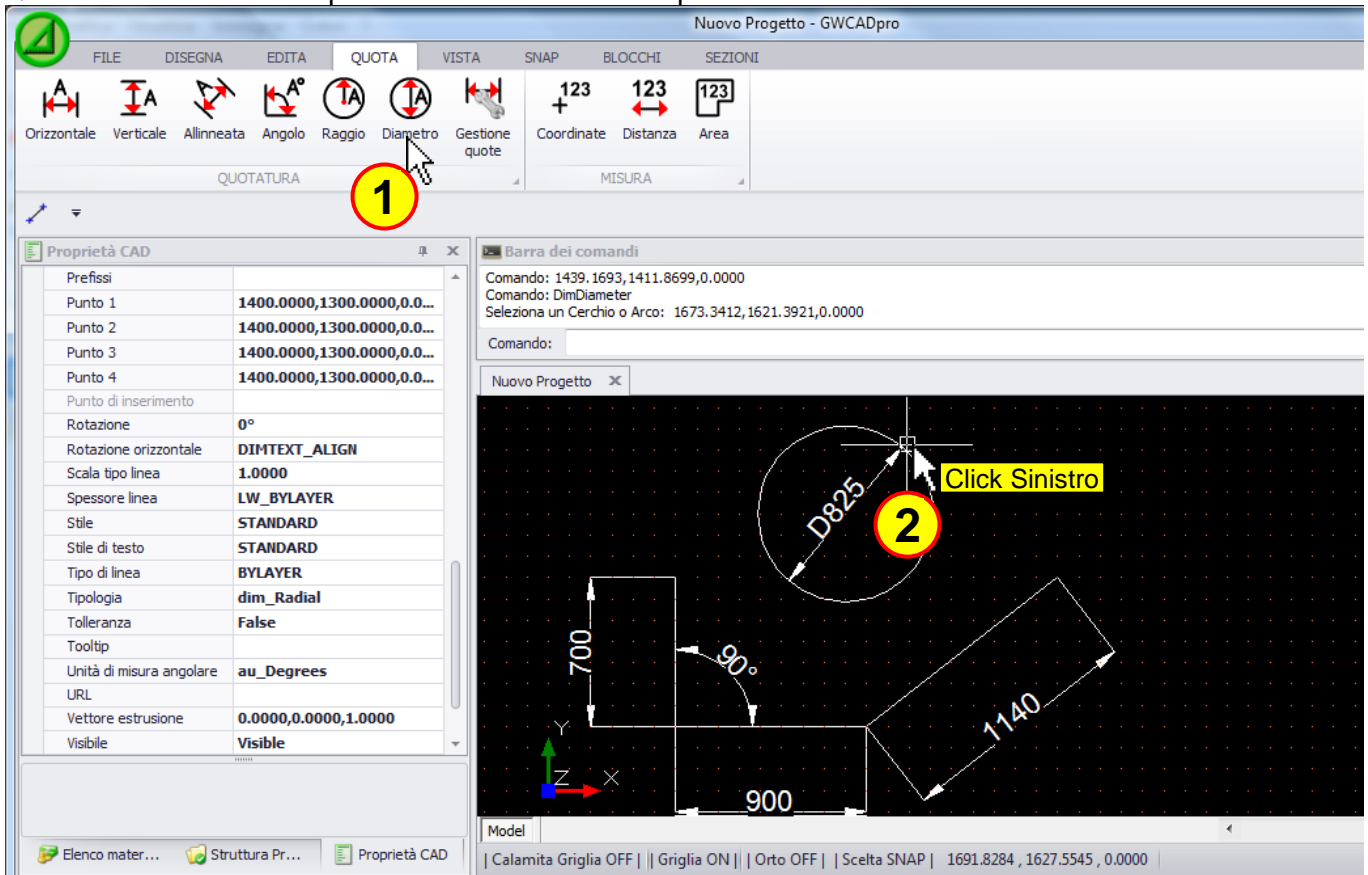 Nuovo Progetto - GWCADpro
FILE DISEGNA EDITA QUOTA VISTA SNAP BLOCCHI SEZIONI
A A A A° A A 123 123 123
Orizzontale Verticale Allinneata Angolo Raggio Diametro Gestione quote Coordinate Distanza Area
QUOTATURA MISURA
1
Proprietà CAD
Prefissi
Punto 1 1400.0000,1300.0000,0.0...
Punto 2 1400.0000,1300.0000,0.0...
Punto 3 1400.0000,1300.0000,0.0...
Punto 4 1400.0000,1300.0000,0.0...
Punto di inserimento
Rotazione 0°
Rotazione orizzontale DIMTEXT_ALIGN
Scala tipo linea 1.0000
Spessore linea LW_BYLAYER
Stile STANDARD
Stile di testo STANDARD
Tipo di linea BYLAYER
Tipologia dim_Radial
Tolleranza False
Tooltip
Unità di misura angolare au_Degrees
URL
Vettore estrusione 0.0000,0.0000,1.0000
Visibile Visible
Elenco mater... Struttura Pr... Proprietà CAD
Barra dei comandi
Comando: 1439.1693,1411.8699,0.0000
Comando: DimDiameter
Seleziona un Cerchio o Arco: 1673.3412,1621.3921,0.0000
Comando:
Nuovo Progetto
Click Sinistro
D825
2
700
90°
1140
Y
Z X
900
Model
| Calamita Griglia OFF | | Griglia ON | | Orto OFF | | Scelta SNAP | 1691.8284 , 1627.5545 , 0.0000